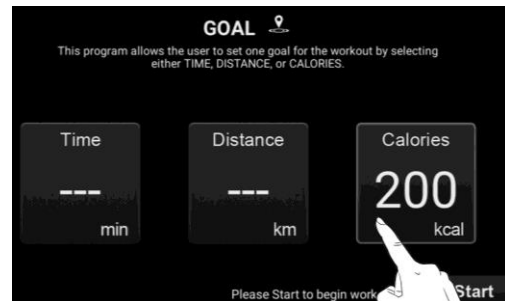 GOAL
This program allows the user to set one goal for the workout by selecting
either TIME, DISTANCE, or CALORIES.
Time
---
min
Distance
---
km
Calories
200
kcal
Please Start to begin work
Start